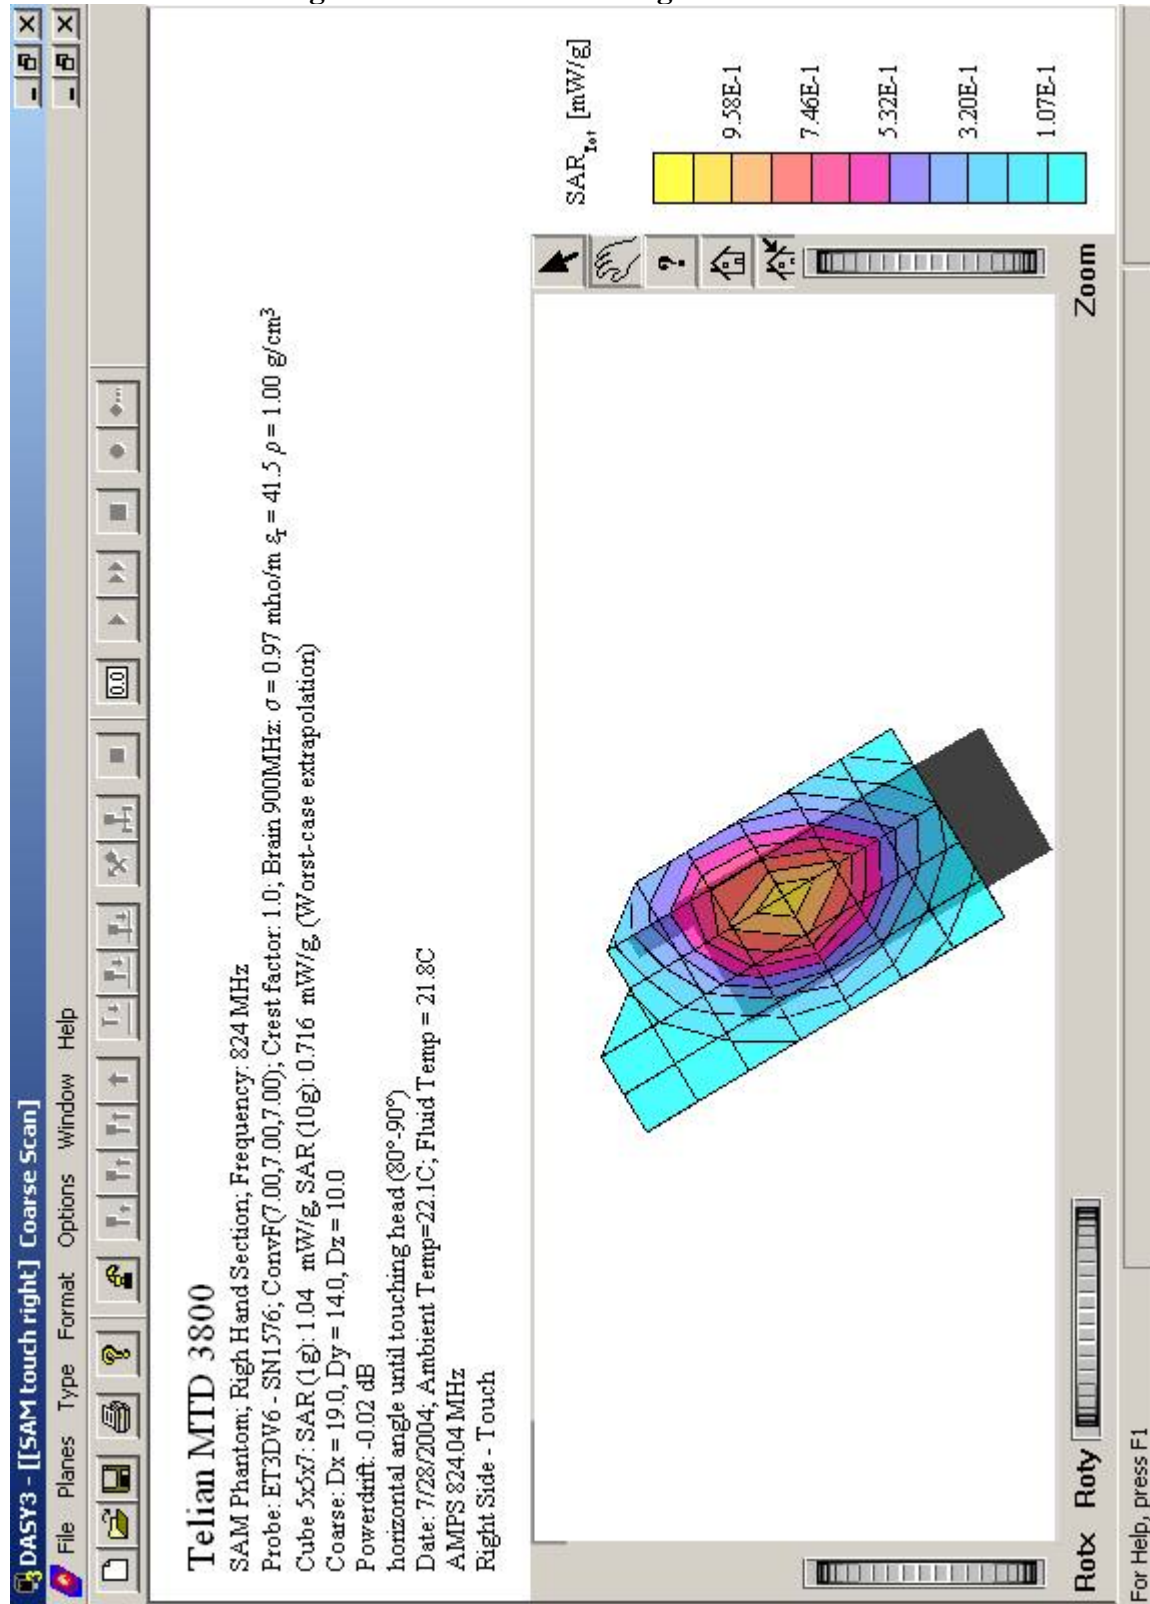 DASY3 - [[SAM touch right] Coarse Scan]
File Planes Type Format Options Window Help
0.0
Telian MTD 3800
SAM Phantom; Righ Hand Section; Frequency: 824 MHz
Probe: ET3DV6 - SN1576; ConvF(7.00,7.00,7.00); Crest factor: 1.0; Brain 900MHz: σ = 0.97 mho/m εr = 41.5 ρ = 1.00 g/cm³
Cube 5x5x7: SAR (1g): 1.04 mW/g, SAR (10g): 0.716 mW/g, (Worst-case extrapolation)
Coarse: Dx = 19.0, Dy = 14.0, Dz = 10.0
Powerdrift: -0.02 dB
horizontal angle until touching head (80°-90°)
Date: 7/28/2004; Ambient Temp=22.1C; Fluid Temp = 21.8C
AMPS 824.04 MHz
Right Side - Touch
SARTot [mW/g]
9.58E-1
7.46E-1
5.32E-1
3.20E-1
1.07E-1
Rotx Roty Zoom
For Help, press F1